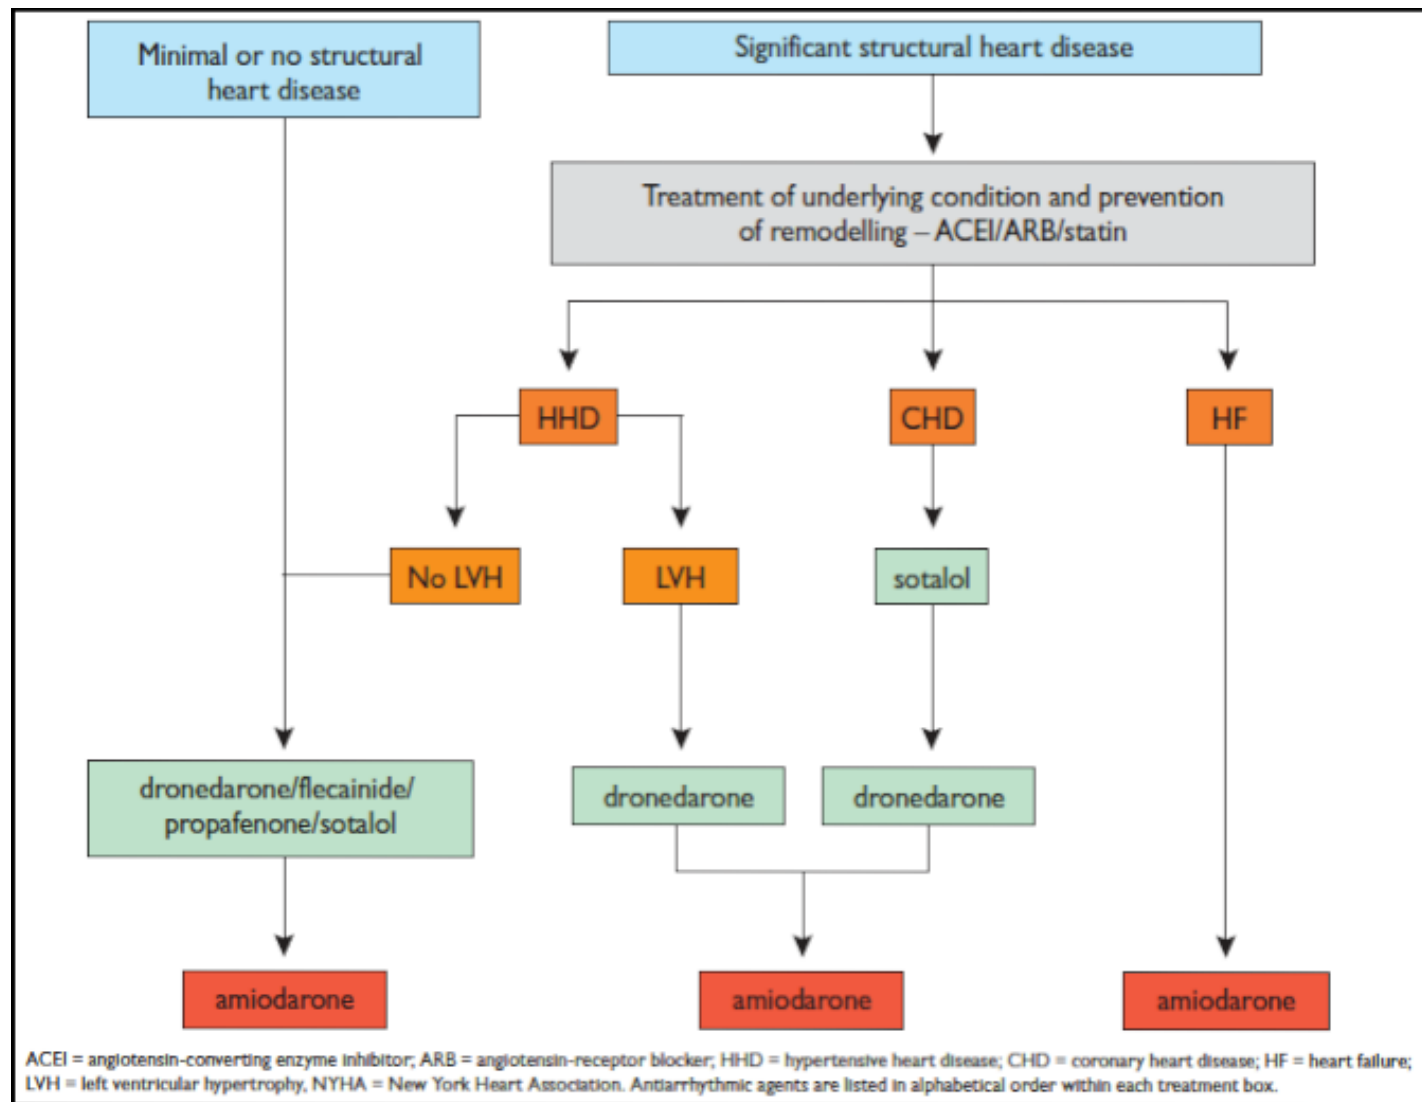 Minimal or no structural
heart disease
Significant structural heart disease
Treatment of underlying condition and prevention
of remodelling – ACEI/ARB/statin
HHD
CHD
HF
No LVH
LVH
sotalol
dronedarone/flecainide/
propafenone/sotalol
dronedarone
dronedarone
amiodarone
amiodarone
amiodarone
ACEI = angiotensin-converting enzyme inhibitor; ARB = angiotensin-receptor blocker; HHD = hypertensive heart disease; CHD = coronary heart disease; HF = heart failure;
LVH = left ventricular hypertrophy, NYHA = New York Heart Association. Antiarrhythmic agents are listed in alphabetical order within each treatment box.